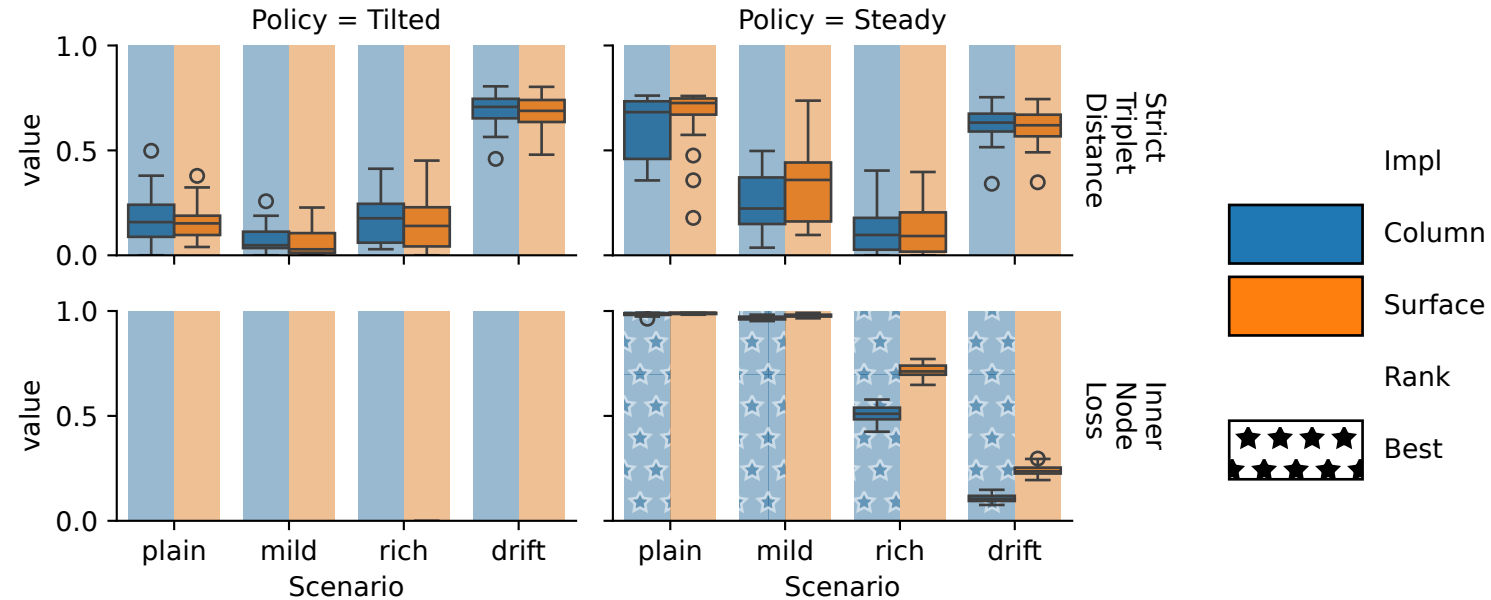 Policy = Tilted
Policy = Steady
1.0
0.5
0.0
value
Strict
Triplet
Distance
1.0
0.5
0.0
value
Inner
Node
Loss
plain
mild
rich
drift
Scenario
plain
mild
rich
drift
Scenario
Impl
Column
Surface
Rank
Best